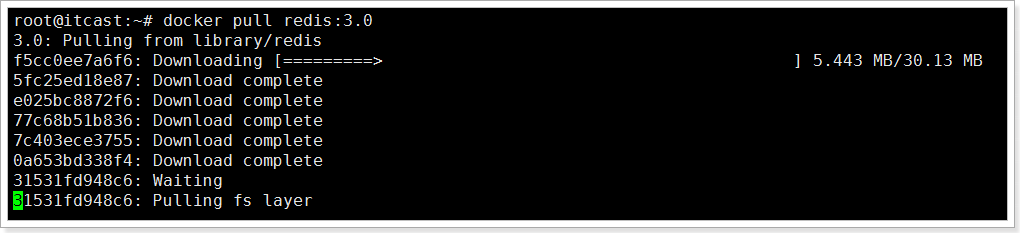 root@itcast:~# docker pull redis:3.0
3.0: Pulling from library/redis
f5cc0ee7a6f6: Downloading [=========>                                         ] 5.443 MB/30.13 MB
5fc25ed18e87: Download complete
e025bc8872f6: Download complete
77c68b51b836: Download complete
7c403ece3755: Download complete
0a653bd338f4: Download complete
31531fd948c6: Waiting
31531fd948c6: Pulling fs layer